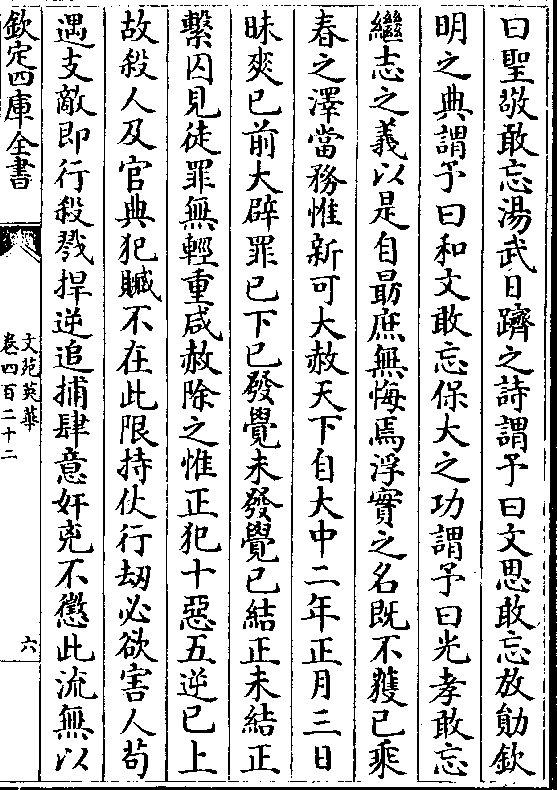 曰聖敬敢忘湯武日躋之詩謂予曰文思敢忘放勛欽
明之典謂予曰和文敢忘保大之功謂予曰光孝敢忘
繼志之義以是自勗庶無悔焉浮實之名既不獲已乘
春之澤當務惟新可大赦天下自大中二年正月三日
昧爽已前大辟罪已下已發覺未發覺已結正未結正
繫囚見徒罪無輕重咸赦除之惟正犯十惡五逆已上
故殺人及官典犯贓不在此限持仗行刼必欲害人苟
遇支敵即行殺戮捍逆追捕肆意奸兇不懲此流無以
欽定四庫全書
文苑英華
卷四百二十二
六